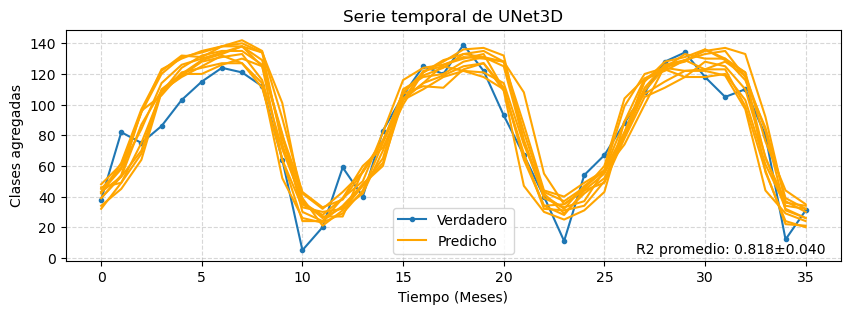 Serie temporal de UNet3D
Clases agregadas
140
120
100
80
60
40
20
0
Verdadero
Predicho
R2 promedio: 0.818±0.040
0 5 10 15 20 25 30 35
Tiempo (Meses)